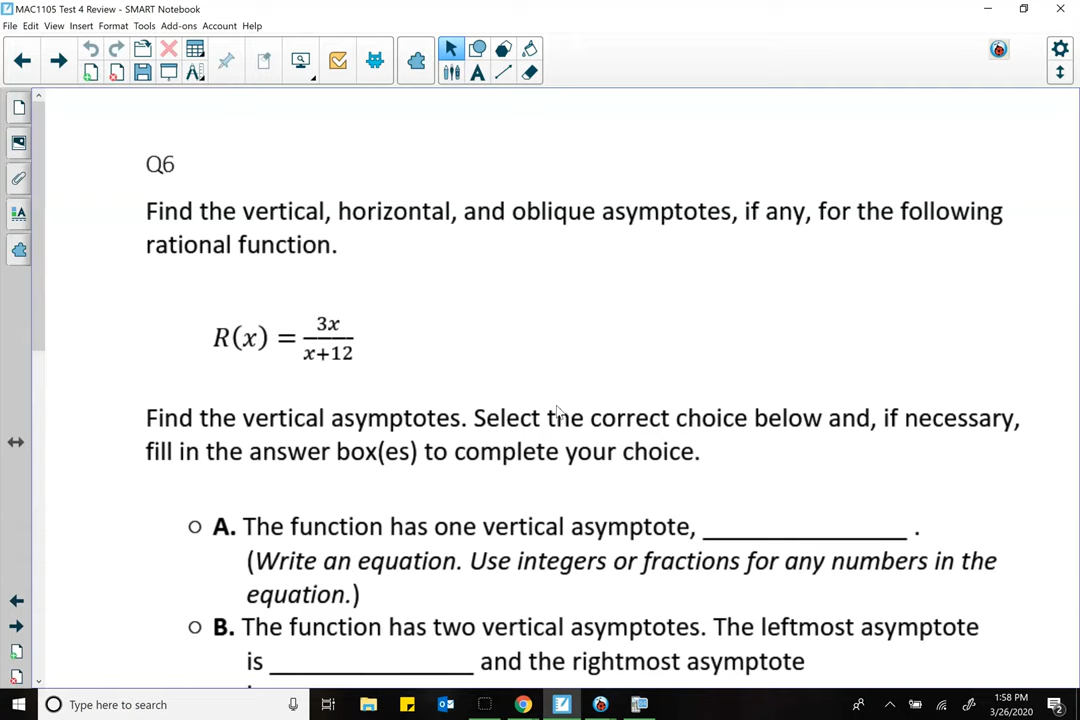 MAC1105 Test 4 Review - SMART Notebook
File Edit View Insert Format Tools Add-ons Account Help
Q6
Find the vertical, horizontal, and oblique asymptotes, if any, for the following
rational function.
R(x) = 3x/(x+12)
Find the vertical asymptotes. Select the correct choice below and, if necessary,
fill in the answer box(es) to complete your choice.
A. The function has one vertical asymptote, ________________ .
(Write an equation. Use integers or fractions for any numbers in the
equation.)
B. The function has two vertical asymptotes. The leftmost asymptote
is ________________ and the rightmost asymptote
Type here to search
1:58 PM
3/26/2020
2